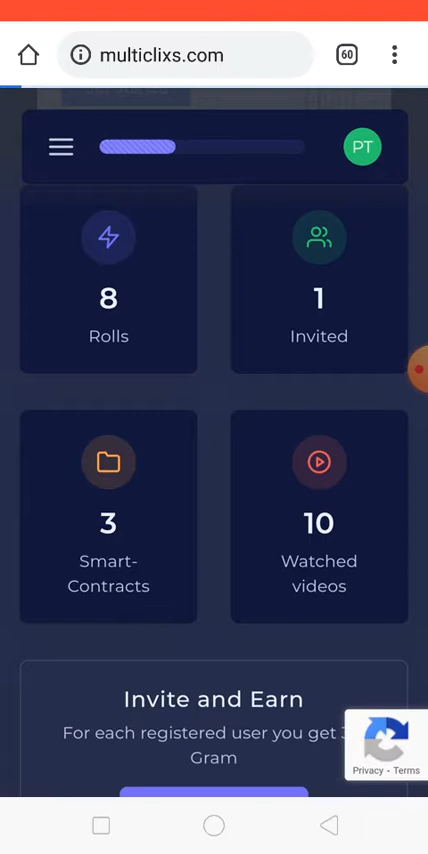 multiclixs.com
60
PT
8
Rolls
1
Invited
3
Smart-
Contracts
10
Watched
videos
Invite and Earn
For each registered user you get
Gram
Privacy - Terms